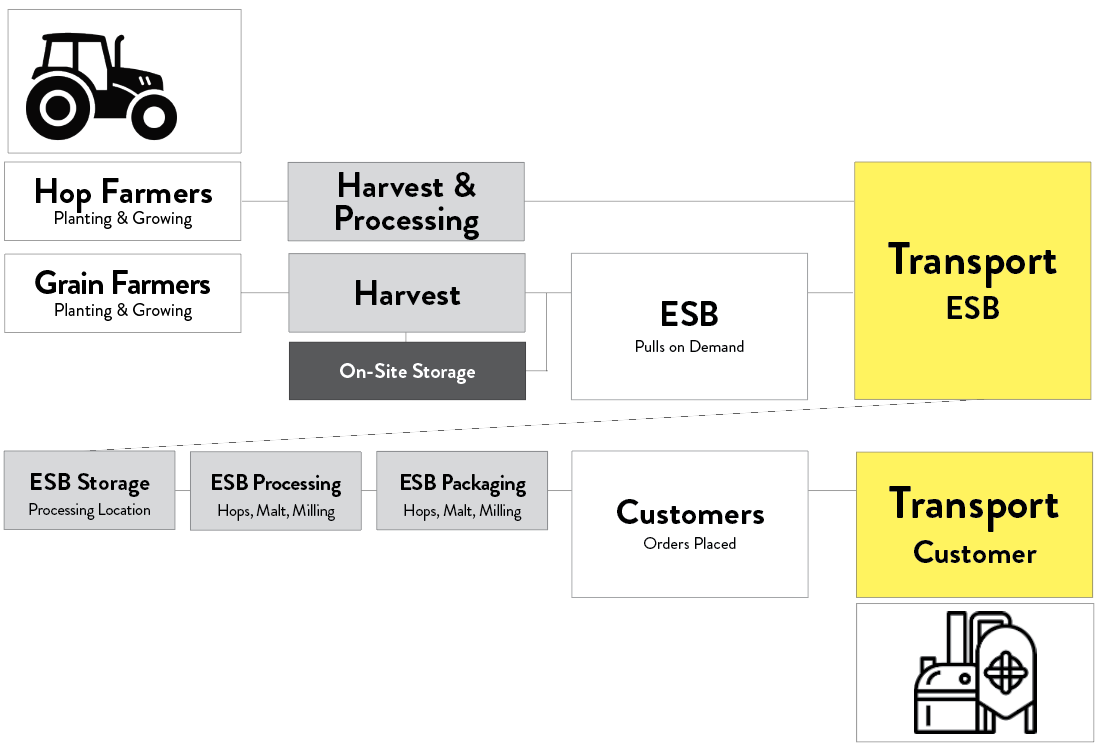 Hop Farmers
Planting & Growing
Harvest &
Processing
Grain Farmers
Planting & Growing
Harvest
On-Site Storage
ESB
Pulls on Demand
Transport
ESB
ESB Storage
Processing Location
ESB Processing
Hops, Malt, Milling
ESB Packaging
Hops, Malt, Milling
Customers
Orders Placed
Transport
Customer